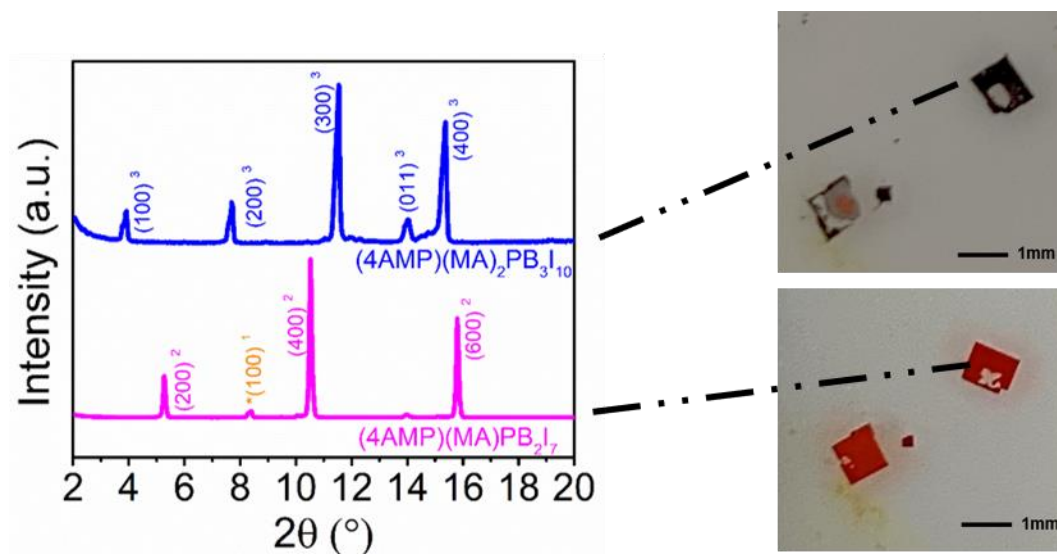 Intensity (a.u.)
(100) ³
(200) ³
(300) ³
(011) ³
(400) ³
(4AMP)(MA)₂PB₃I₁₀
(200) ²
*(100) ¹
(400) ²
(600) ²
(4AMP)(MA)PB₂I₇
2 4 6 8 10 12 14 16 18 20
2θ (°)
1mm
1mm